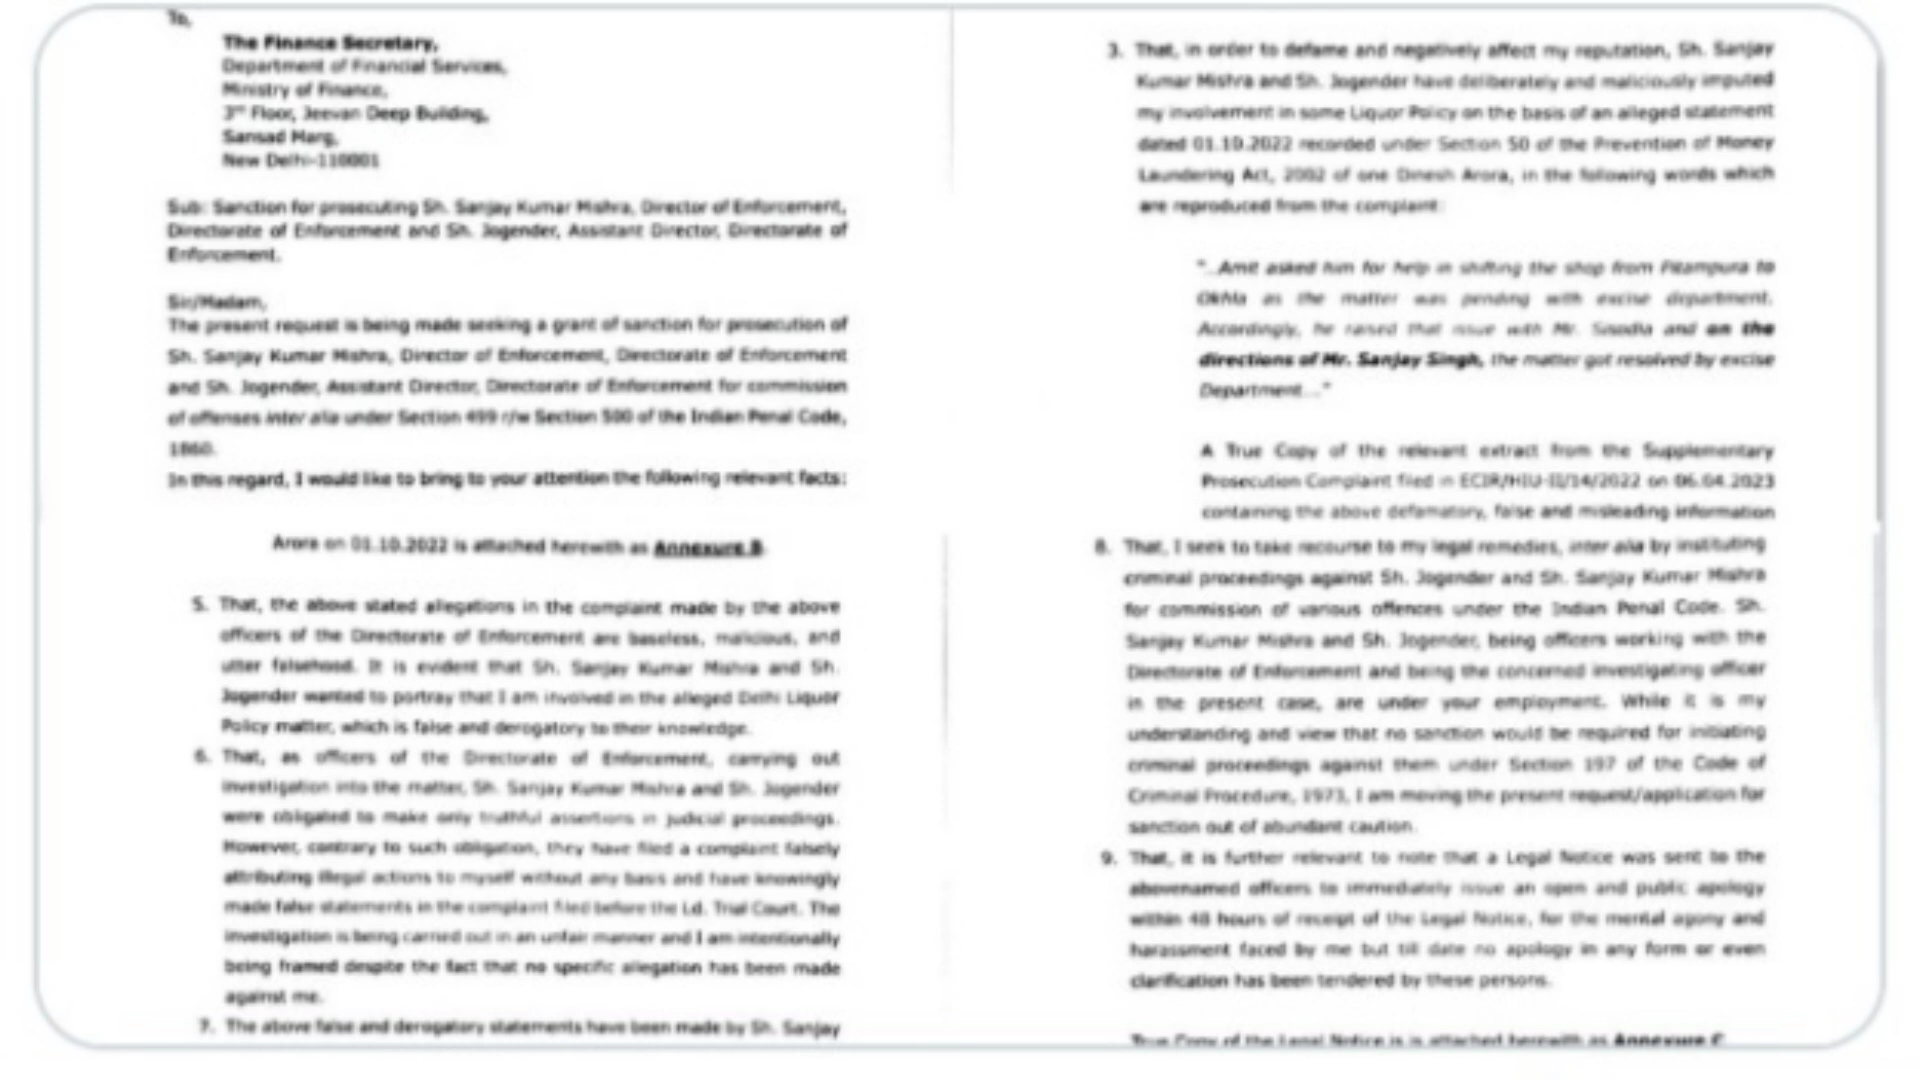 To,
The Finance Secretary,
Department of Financial Services,
Ministry of Finance,
3rd Floor, Jeevan Deep Building,
Sansad Marg,
New Delhi-110001
Sub: Sanction for prosecuting Sh. Sanjay Kumar Mishra, Director of Enforcement,
Directorate of Enforcement and Sh. Jogender, Assistant Director, Directorate of
Enforcement.
Sir/Madam,
The present request is being made seeking a grant of sanction for prosecution of
Sh. Sanjay Kumar Mishra, Director of Enforcement, Directorate of Enforcement
and Sh. Jogender, Assistant Director, Directorate of Enforcement for commission
of offenses inter alia under Section 499 r/w Section 500 of the Indian Penal Code,
1860.
In this regard, I would like to bring to your attention the following relevant facts:
Arora on 01.10.2022 is attached herewith as Annexure B.
5. That, the above stated allegations in the complaint made by the above
officers of the Directorate of Enforcement are baseless, malicious, and
utter falsehood. It is evident that Sh. Sanjay Kumar Mishra and Sh.
Jogender wanted to portray that I am involved in the alleged Delhi Liquor
Policy matter, which is false and derogatory to their knowledge.
6. That, as officers of the Directorate of Enforcement, carrying out
investigation into the matter, Sh. Sanjay Kumar Mishra and Sh. Jogender
were obligated to make only truthful assertions in judicial proceedings.
However, contrary to such obligation, they have filed a complaint falsely
attributing illegal actions to myself without any basis and have knowingly
made false statements in the complaint filed before the Ld. Trial Court. The
investigation is being carried out in an unfair manner and I am intentionally
being framed despite the fact that no specific allegation has been made
against me.
7. The above false and derogatory statements have been made by Sh. Sanjay
3. That, in order to defame and negatively affect my reputation, Sh. Sanjay
Kumar Mishra and Sh. Jogender have deliberately and maliciously imputed
my involvement in some Liquor Policy on the basis of an alleged statement
dated 01.10.2022 recorded under Section 50 of the Prevention of Money
Laundering Act, 2002 of one Dinesh Arora, in the following words which
are reproduced from the complaint:
"..Amit asked him for help in shifting the shop from Pitampura to
Okhla as the matter was pending with excise department.
Accordingly, he raised that issue with Mr. Sisodia and on the
directions of Mr. Sanjay Singh, the matter got resolved by excise
Department..."
A True Copy of the relevant extract from the Supplementary
Prosecution Complaint filed in ECIR/HIU-II/14/2022 on 06.04.2023
containing the above defamatory, false and misleading information
8. That, I seek to take recourse to my legal remedies, inter alia by instituting
criminal proceedings against Sh. Jogender and Sh. Sanjay Kumar Mishra
for commission of various offences under the Indian Penal Code. Sh.
Sanjay Kumar Mishra and Sh. Jogender, being officers working with the
Directorate of Enforcement and being the concerned investigating officer
in the present case, are under your employment. While it is my
understanding and view that no sanction would be required for initiating
criminal proceedings against them under Section 197 of the Code of
Criminal Procedure, 1973, I am moving the present request/application for
sanction out of abundant caution.
9. That, it is further relevant to note that a Legal Notice was sent to the
abovenamed officers to immediately issue an open and public apology
within 48 hours of receipt of the Legal Notice, for the mental agony and
harassment faced by me but till date no apology in any form or even
clarification has been tendered by these persons.
True Copy of the Legal Notice is is attached herewith as Annexure C